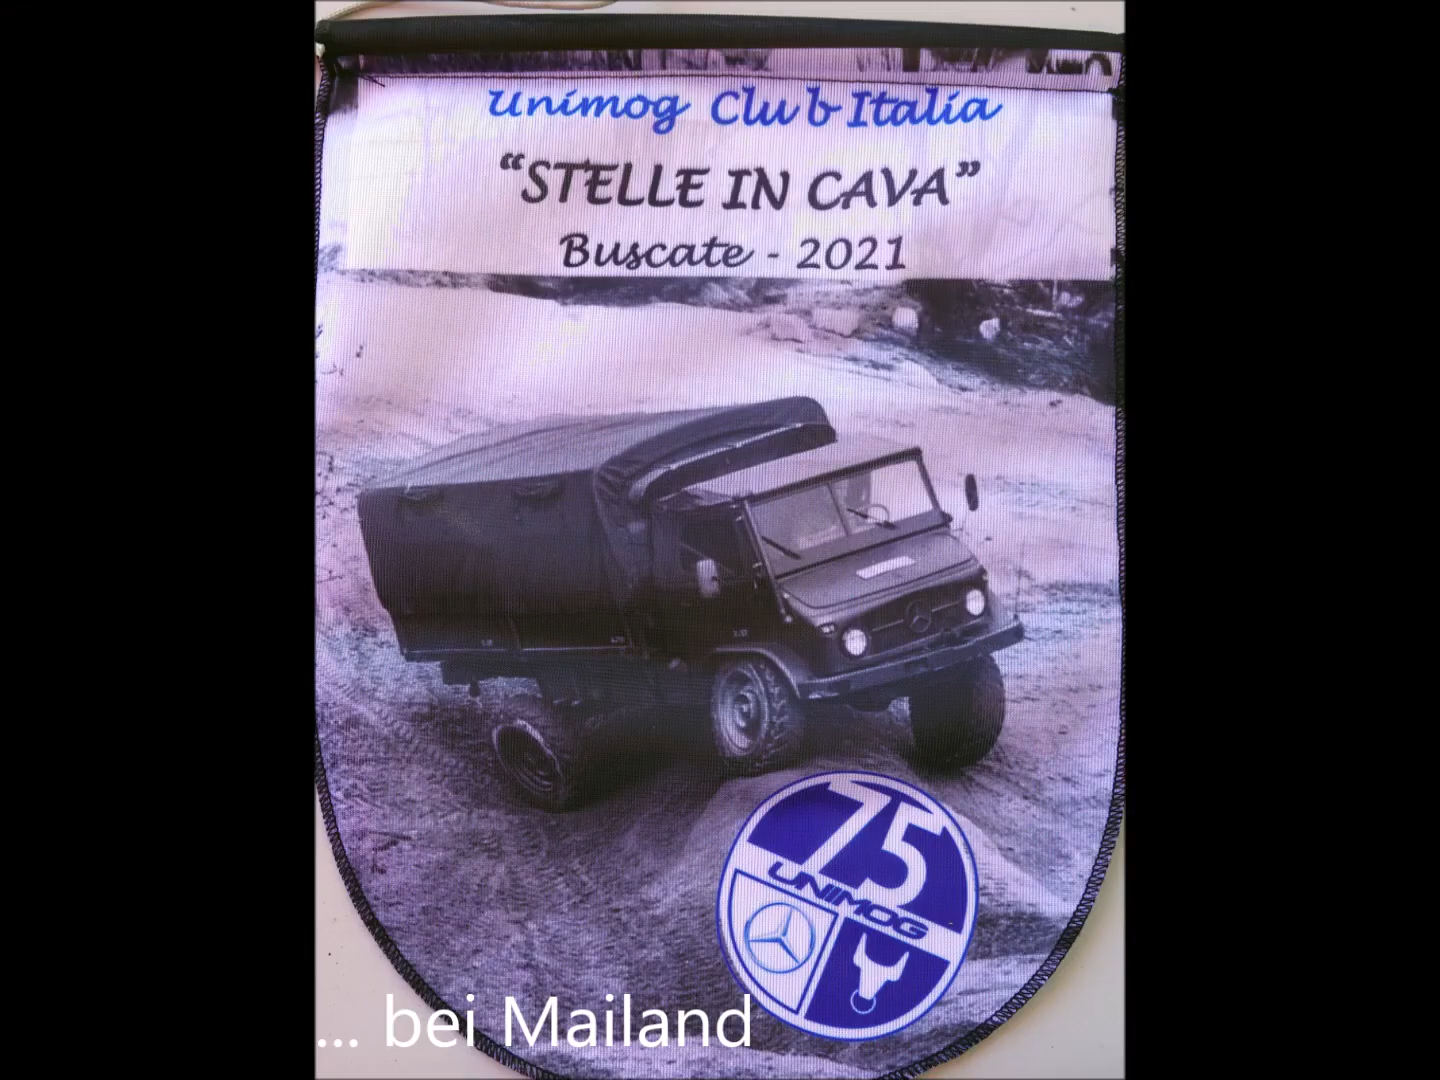 Unimog Club Italia
“STELLE IN CAVA”
Buscate - 2021
75
UNIMOG
... bei Mailand